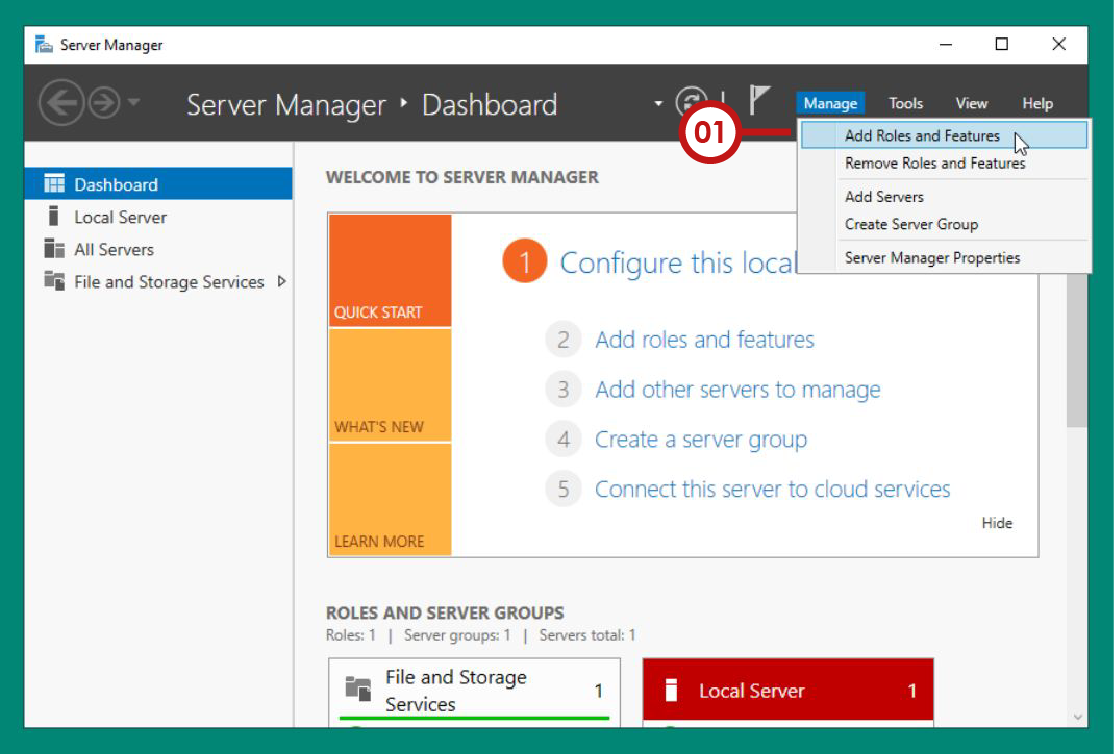 Server Manager
Server Manager ‣ Dashboard
Manage Tools View Help
01
Add Roles and Features
Remove Roles and Features
Add Servers
Create Server Group
Server Manager Properties
Dashboard
Local Server
All Servers
File and Storage Services
WELCOME TO SERVER MANAGER
QUICK START
WHAT'S NEW
LEARN MORE
1 Configure this local
2 Add roles and features
3 Add other servers to manage
4 Create a server group
5 Connect this server to cloud services
Hide
ROLES AND SERVER GROUPS
Roles: 1 | Server groups: 1 | Servers total: 1
File and Storage
Services
1
Local Server 1